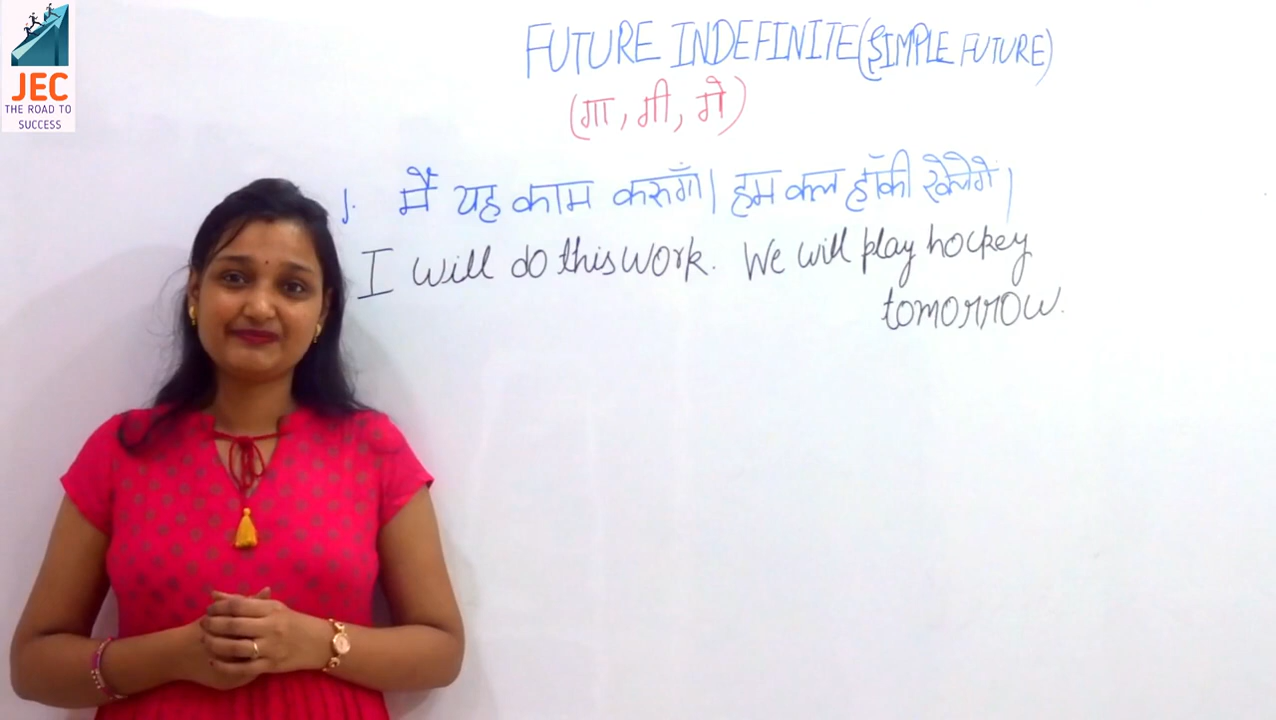 JEC
THE ROAD TO
SUCCESS
FUTURE INDEFINITE (SIMPLE FUTURE)
(गा, गी, गे)
1. मैं यह काम करूगाँ। हम कल हॉकी खेलेगे।
I will do this work. We will play hockey
tomorrow.